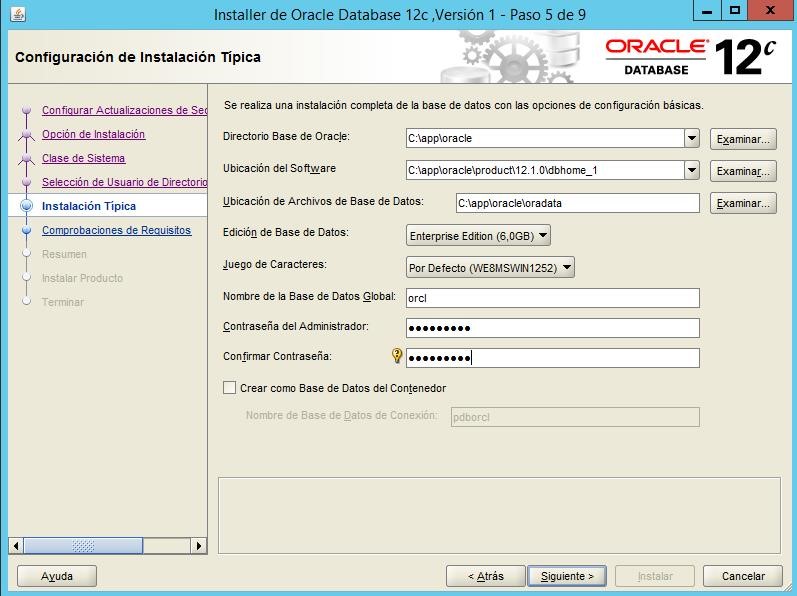 Installer de Oracle Database 12c ,Versión 1 - Paso 5 de 9
Configuración de Instalación Típica
ORACLE® 12c
DATABASE
Configurar Actualizaciones de Sec
Opción de Instalación
Clase de Sistema
Selección de Usuario de Directorio
Instalación Típica
Comprobaciones de Requisitos
Resumen
Instalar Producto
Terminar
Se realiza una instalación completa de la base de datos con las opciones de configuración básicas.
Directorio Base de Oracle: C:\app\oracle Examinar...
Ubicación del Software C:\app\oracle\product\12.1.0\dbhome_1 Examinar...
Ubicación de Archivos de Base de Datos: C:\app\oracle\oradata Examinar...
Edición de Base de Datos: Enterprise Edition (6,0GB)
Juego de Caracteres: Por Defecto (WE8MSWIN1252)
Nombre de la Base de Datos Global: orcl
Contraseña del Administrador: ●●●●●●●●●
Confirmar Contraseña: ●●●●●●●●●
Crear como Base de Datos del Contenedor
Nombre de Base de Datos de Conexión: pdborcl
Ayuda < Atrás Siguiente > Instalar Cancelar